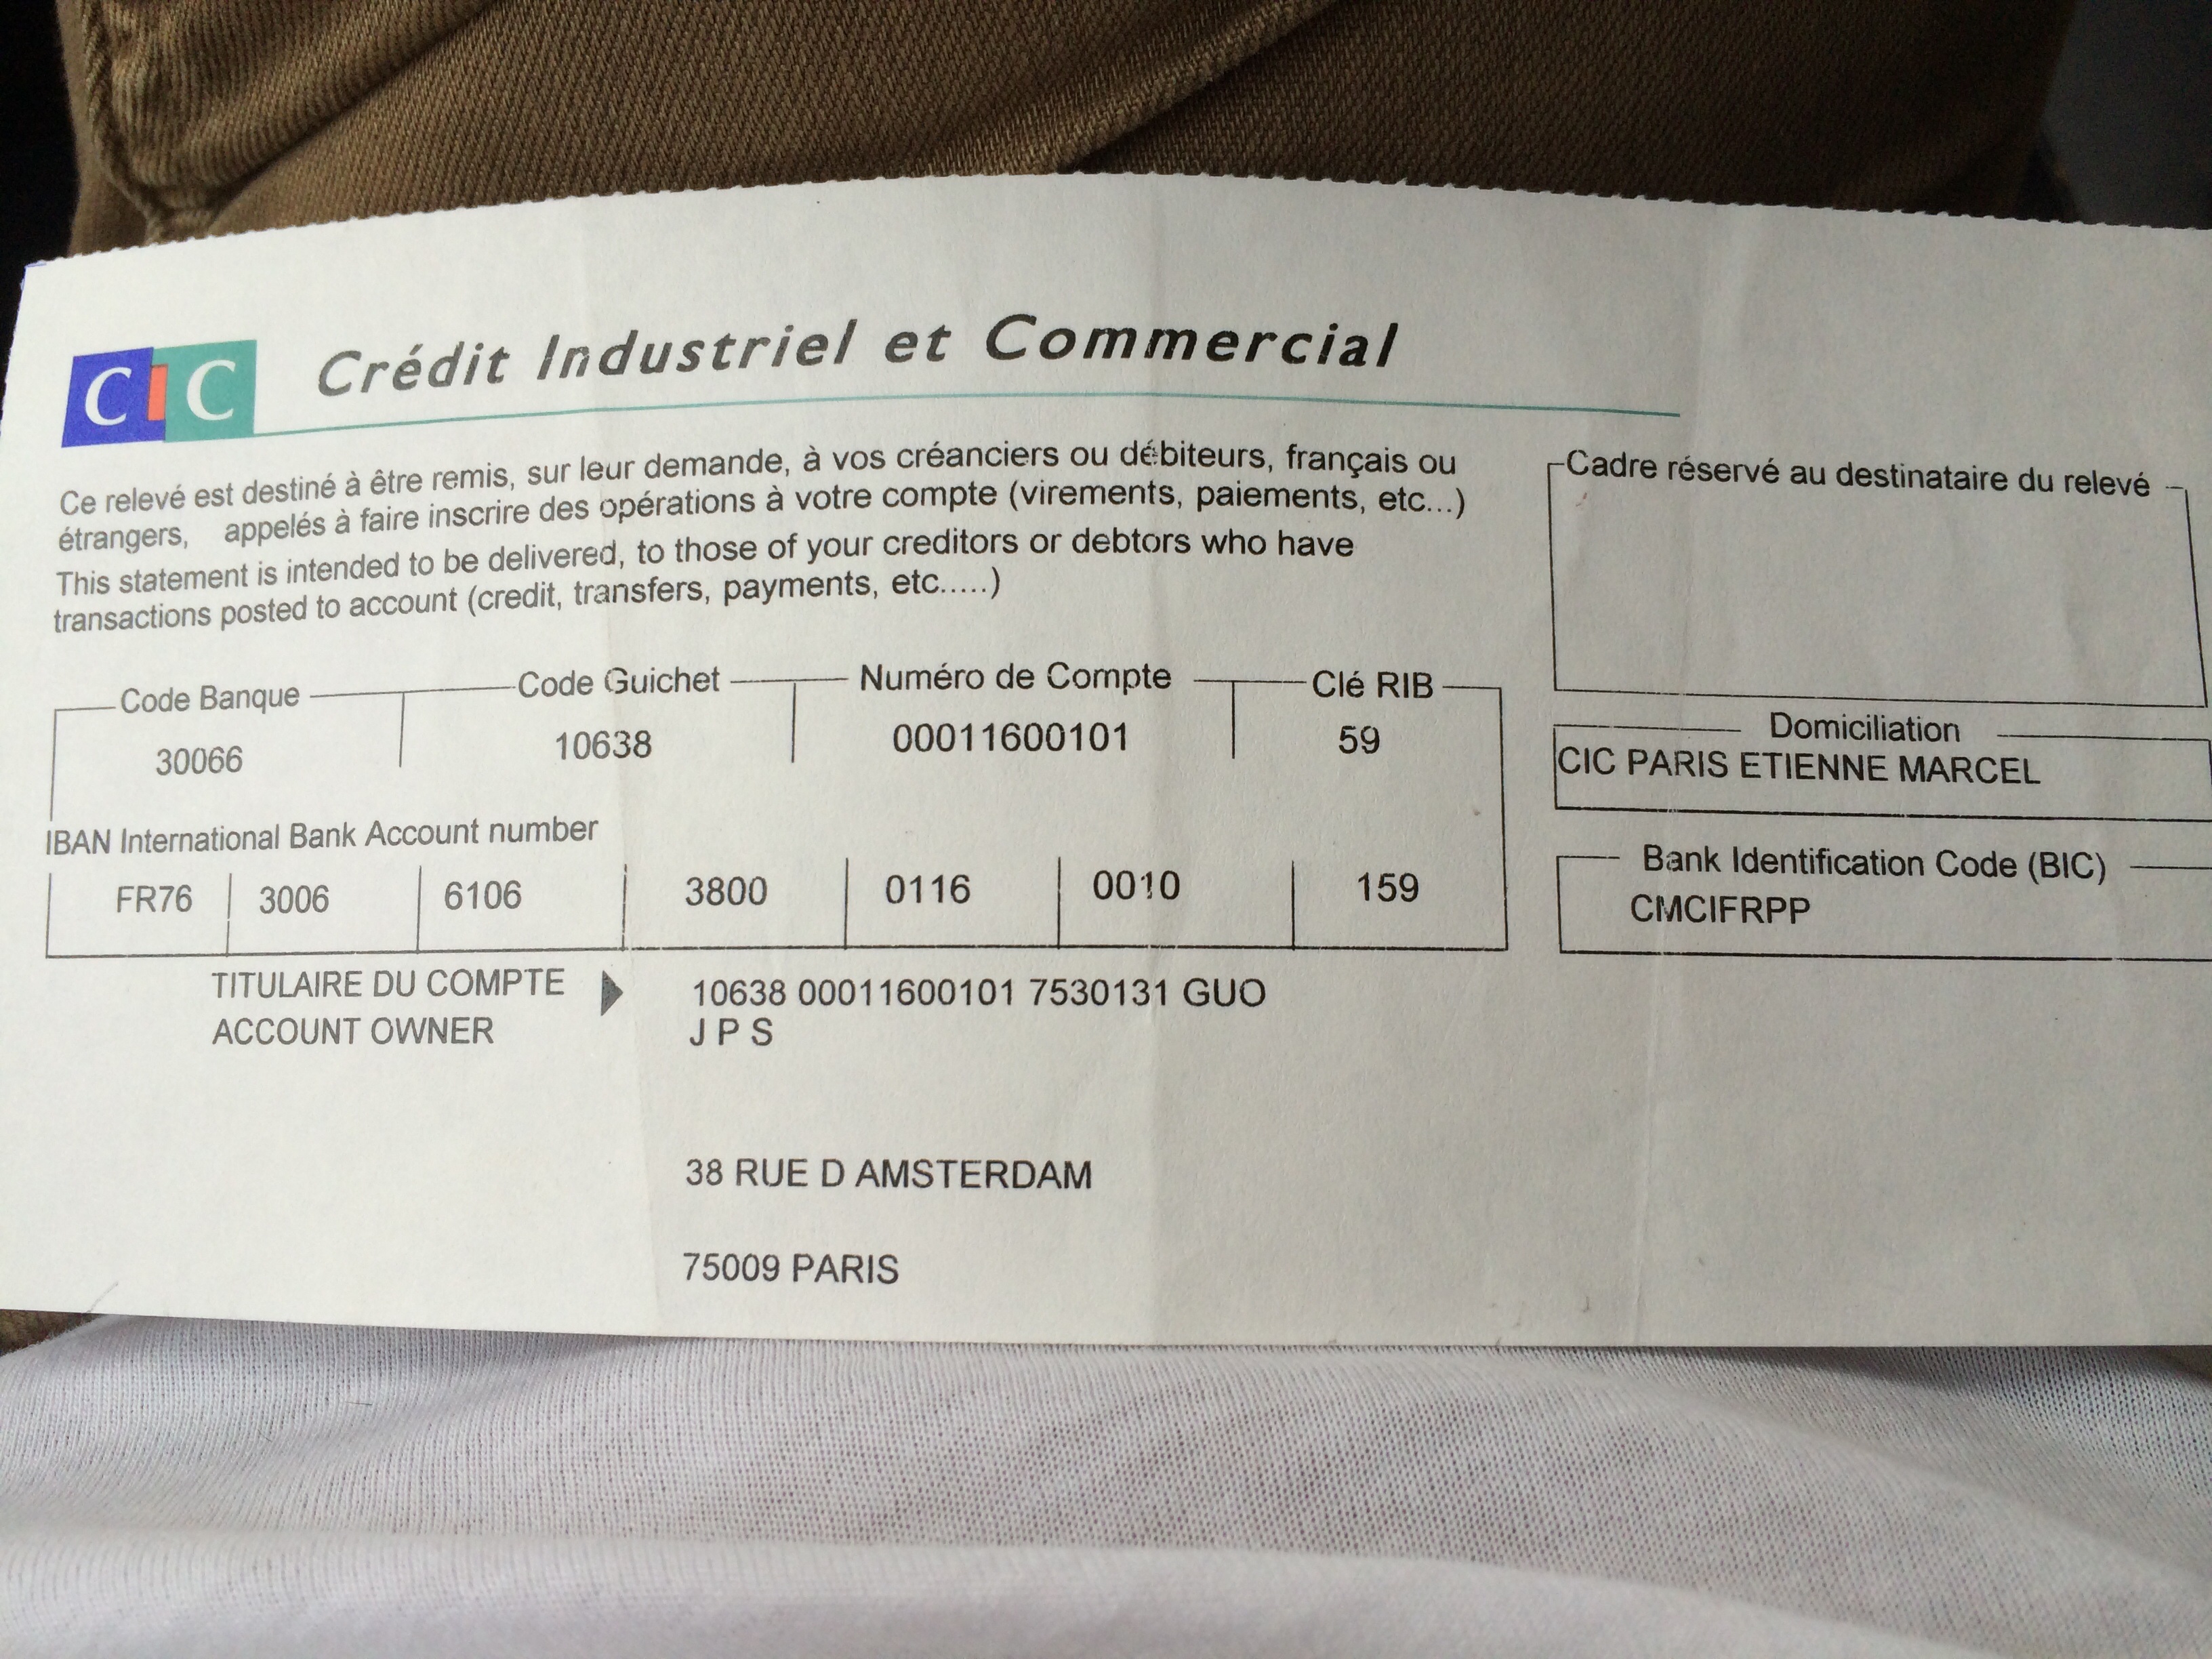 CIC Crédit Industriel et Commercial
Ce relevé est destiné à être remis, sur leur demande, à vos créanciers ou débiteurs, français ou
étrangers, appelés à faire inscrire des opérations à votre compte (virements, paiements, etc...)
This statement is intended to be delivered, to those of your creditors or debtors who have
transactions posted to account (credit, transfers, payments, etc.....)
Cadre réservé au destinataire du relevé
Code Banque Code Guichet Numéro de Compte Clé RIB
30066 10638 00011600101 59
Domiciliation
CIC PARIS ETIENNE MARCEL
IBAN International Bank Account number
FR76 3006 6106 3800 0116 0010 159
Bank Identification Code (BIC)
CMCIFRPP
TITULAIRE DU COMPTE 10638 00011600101 7530131 GUO
ACCOUNT OWNER J P S
38 RUE D AMSTERDAM
75009 PARIS